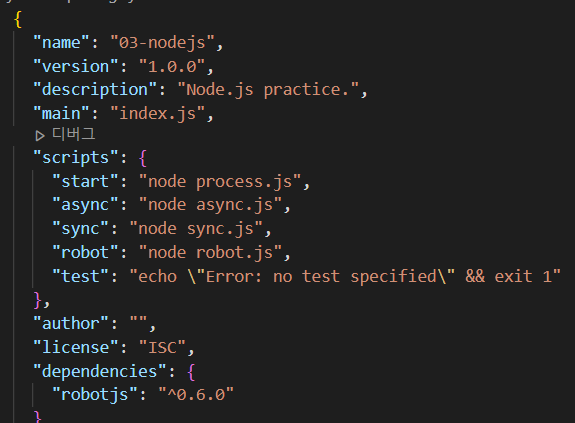 {
"name": "03-nodejs",
"version": "1.0.0",
"description": "Node.js practice.",
"main": "index.js",
▷ 디버그
"scripts": {
"start": "node process.js",
"async": "node async.js",
"sync": "node sync.js",
"robot": "node robot.js",
"test": "echo \"Error: no test specified\" && exit 1"
},
"author": "",
"license": "ISC",
"dependencies": {
"robotjs": "^0.6.0"
}